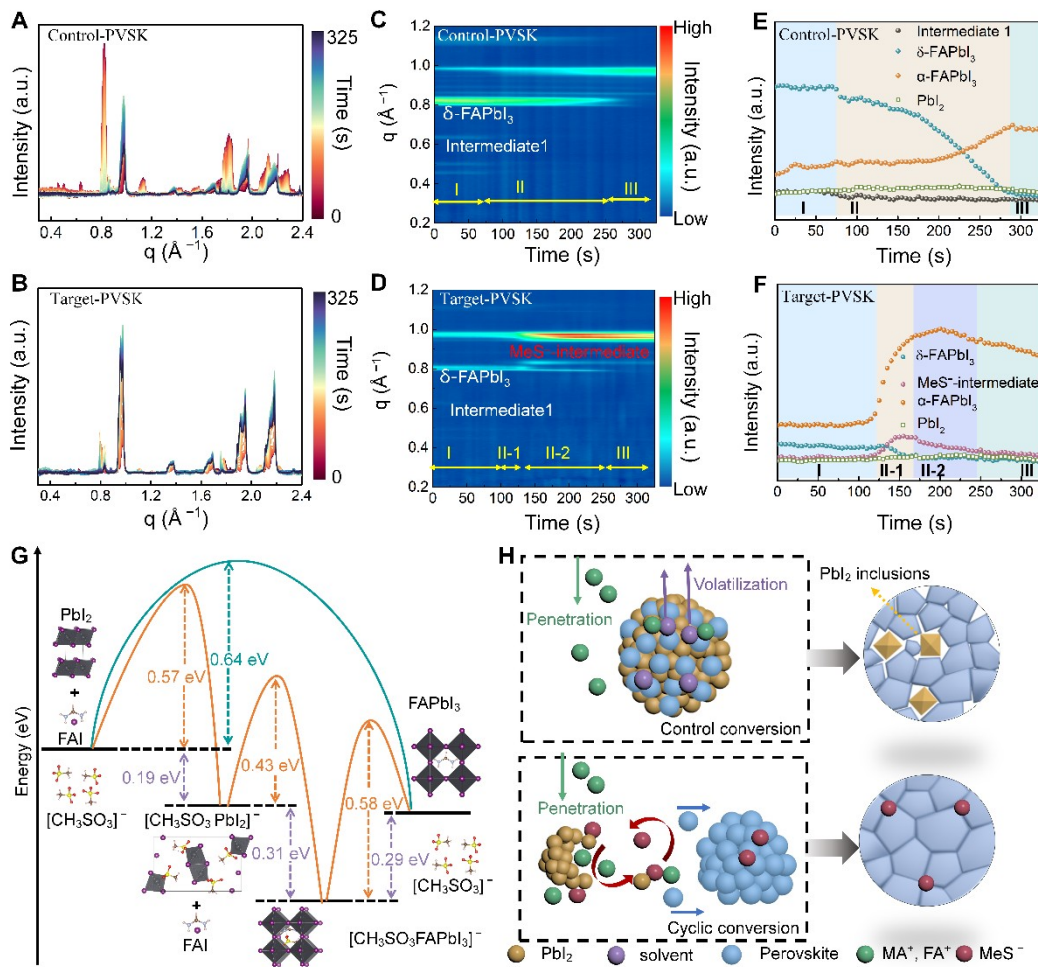 A
Control-PVSK
Intensity (a.u.)
q (Å⁻¹)
0.4 0.8 1.2 1.6 2.0 2.4
325
Time (s)
0
B
Target-PVSK
Intensity (a.u.)
q (Å⁻¹)
0.4 0.8 1.2 1.6 2.0 2.4
325
Time (s)
0
C
Control-PVSK
q (Å⁻¹)
1.2
1.0
0.8
0.6
0.4
0.2
δ-FAPbI₃
Intermediate1
I II III
0 50 100 150 200 250 300
Time (s)
High
Intensity (a.u.)
Low
D
Target-PVSK
q (Å⁻¹)
1.2
1.0
0.8
0.6
0.4
0.2
MeS⁻-intermediate
δ-FAPbI₃
Intermediate1
I II-1 II-2 III
0 50 100 150 200 250 300
Time (s)
High
Intensity (a.u.)
Low
E
Control-PVSK
Intermediate 1
δ-FAPbI₃
α-FAPbI₃
PbI₂
Intensity (a.u.)
I II III
0 50 100 150 200 250 300
Time (s)
F
Target-PVSK
δ-FAPbI₃
MeS⁻-intermediate
α-FAPbI₃
PbI₂
Intensity (a.u.)
I II-1 II-2 III
0 50 100 150 200 250 300
Time (s)
G
Energy (eV)
PbI₂
+
FAI
0.57 eV
0.64 eV
0.19 eV
0.43 eV
0.31 eV
0.58 eV
0.29 eV
FAPbI₃
[CH₃SO₃]⁻
[CH₃SO₃PbI₂]⁻
+
FAI
[CH₃SO₃]⁻
[CH₃SO₃FAPbI₃]⁻
H
Volatilization
Penetration
Control conversion
PbI₂ inclusions
Penetration
Cyclic conversion
PbI₂ solvent Perovskite MA⁺, FA⁺ MeS⁻